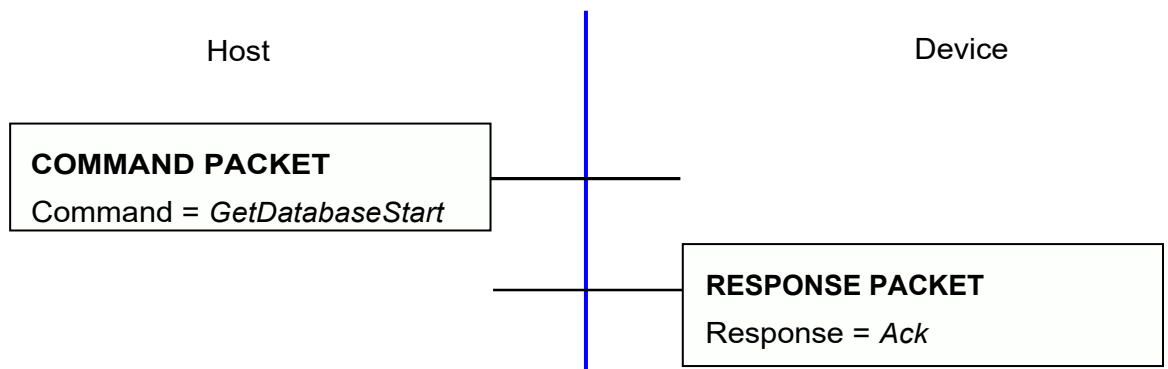 Host
Device
COMMAND PACKET
Command = GetDatabaseStart
RESPONSE PACKET
Response = Ack